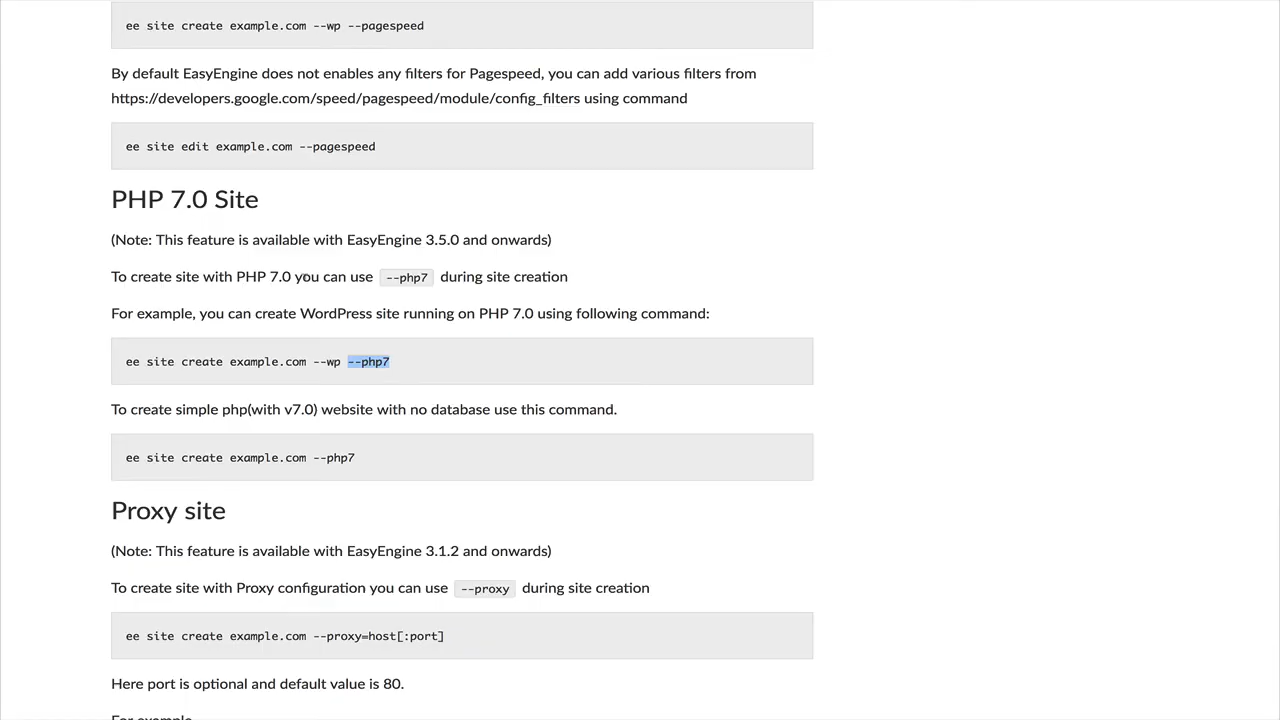 ee site create example.com --wp --pagespeed
By default EasyEngine does not enables any filters for Pagespeed, you can add various filters from
https://developers.google.com/speed/pagespeed/module/config_filters using command
ee site edit example.com --pagespeed
PHP 7.0 Site
(Note: This feature is available with EasyEngine 3.5.0 and onwards)
To create site with PHP 7.0 you can use --php7 during site creation
For example, you can create WordPress site running on PHP 7.0 using following command:
ee site create example.com --wp --php7
To create simple php(with v7.0) website with no database use this command.
ee site create example.com --php7
Proxy site
(Note: This feature is available with EasyEngine 3.1.2 and onwards)
To create site with Proxy configuration you can use --proxy during site creation
ee site create example.com --proxy=host[:port]
Here port is optional and default value is 80.
For example